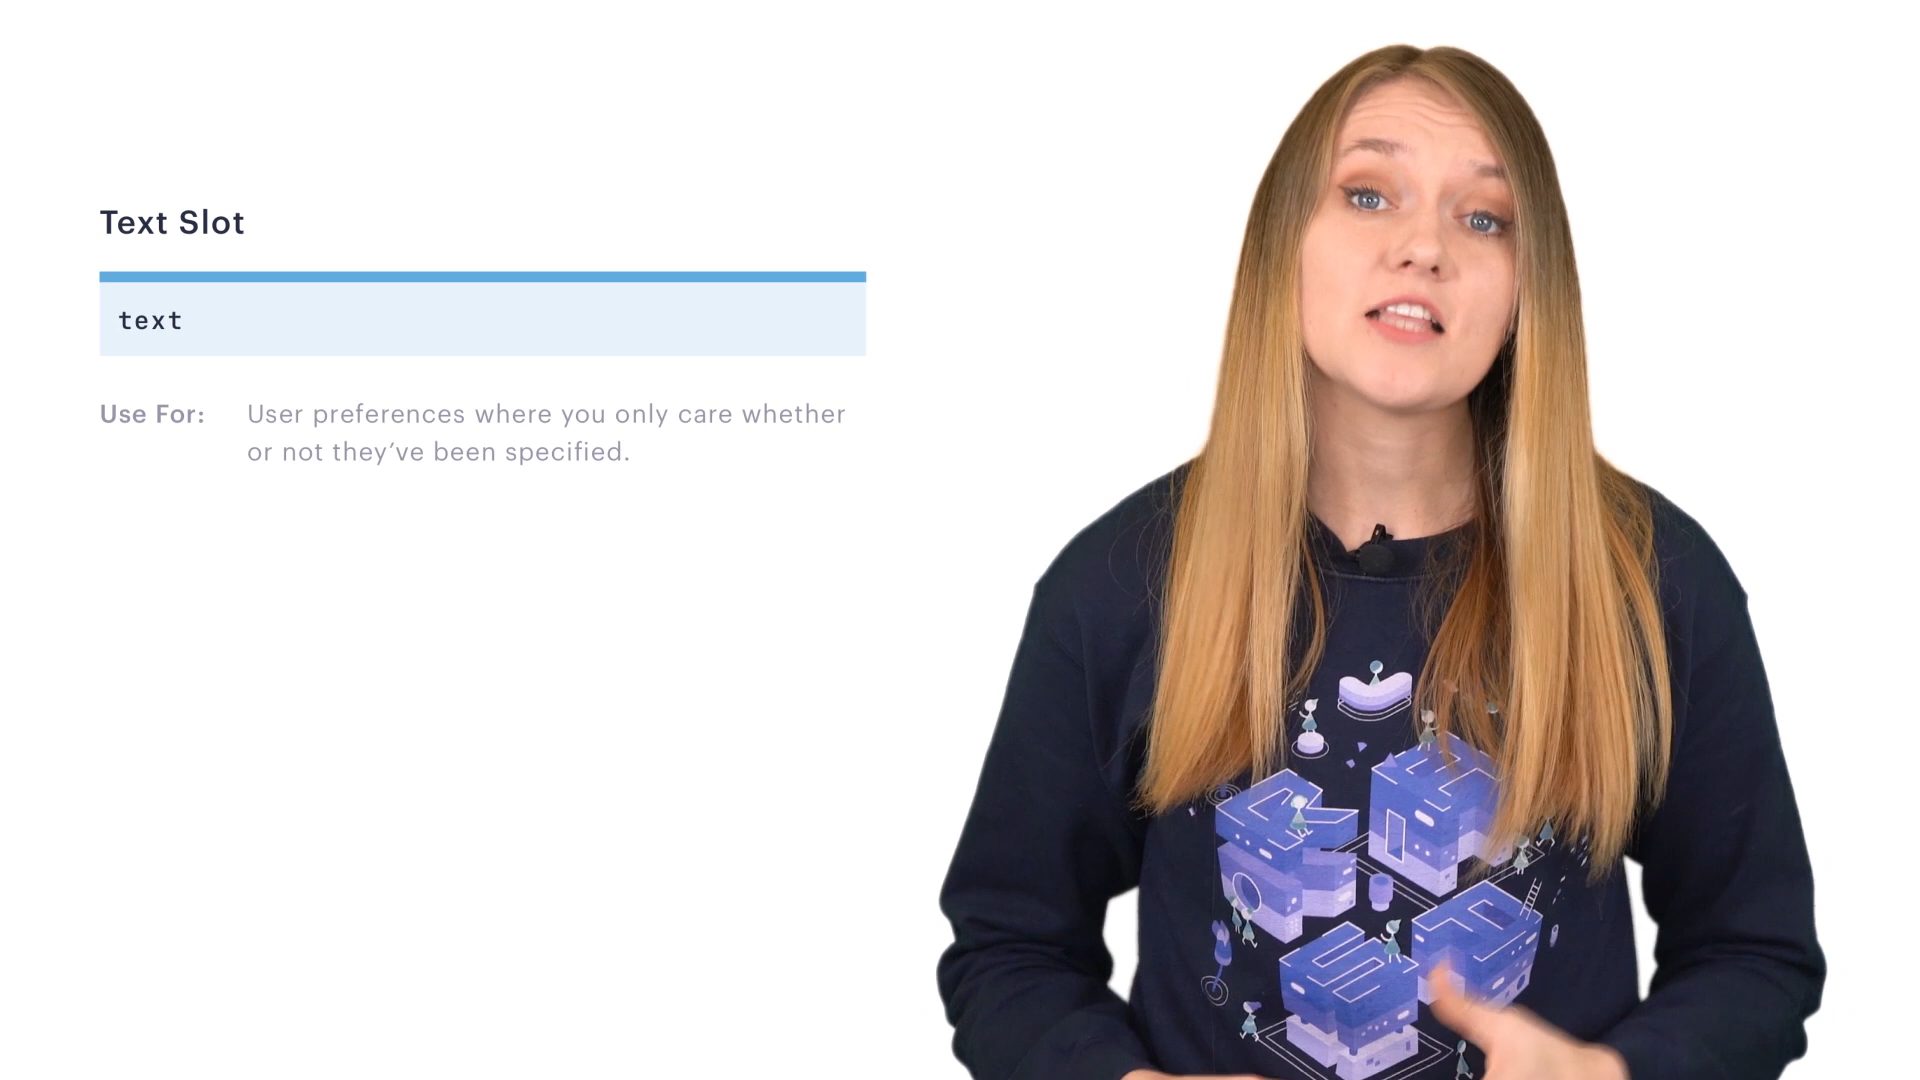 Text Slot
text
Use For: User preferences where you only care whether
or not they’ve been specified.
R A
S A